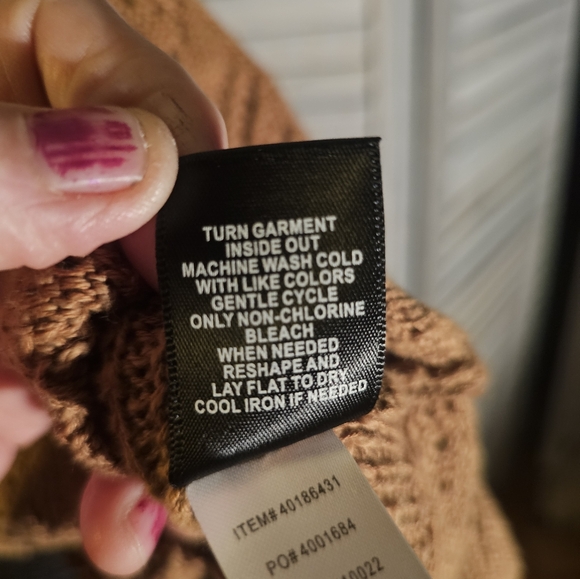 TURN GARMENT
INSIDE OUT
MACHINE WASH COLD
WITH LIKE COLORS
GENTLE CYCLE
ONLY NON-CHLORINE
BLEACH
WHEN NEEDED
RESHAPE AND
LAY FLAT TO DRY
COOL IRON IF NEEDED
ITEM# 40186431
PO# 4001684